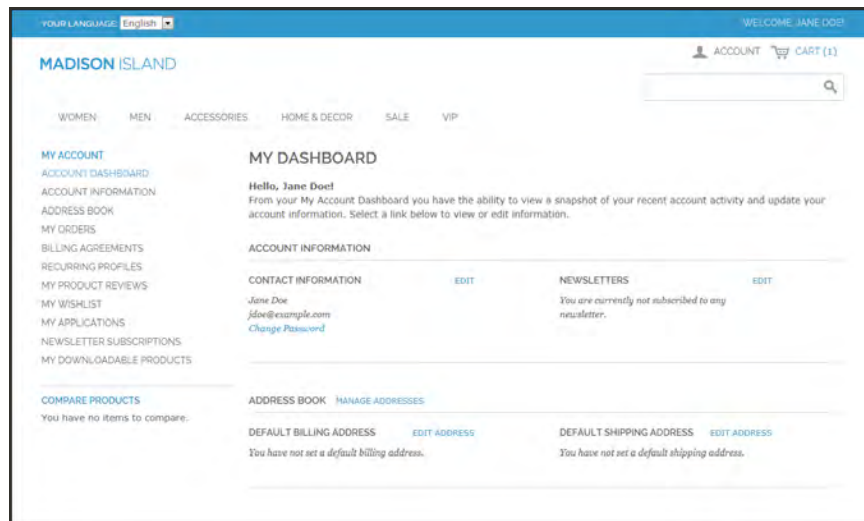 YOUR LANGUAGE: English
WELCOME, JANE DOE!
MADISON ISLAND
ACCOUNT CART (1)
WOMEN MEN ACCESSORIES HOME & DECOR SALE VIP
MY ACCOUNT
ACCOUNT DASHBOARD
ACCOUNT INFORMATION
ADDRESS BOOK
MY ORDERS
BILLING AGREEMENTS
RECURRING PROFILES
MY PRODUCT REVIEWS
MY WISHLIST
MY APPLICATIONS
NEWSLETTER SUBSCRIPTIONS
MY DOWNLOADABLE PRODUCTS
COMPARE PRODUCTS
You have no items to compare.
MY DASHBOARD
Hello, Jane Doe!
From your My Account Dashboard you have the ability to view a snapshot of your recent account activity and update your
account information. Select a link below to view or edit information.
ACCOUNT INFORMATION
CONTACT INFORMATION EDIT
Jane Doe
jdoe@example.com
Change Password
NEWSLETTERS EDIT
You are currently not subscribed to any
newsletter.
ADDRESS BOOK MANAGE ADDRESSES
DEFAULT BILLING ADDRESS EDIT ADDRESS
You have not set a default billing address.
DEFAULT SHIPPING ADDRESS EDIT ADDRESS
You have not set a default shipping address.